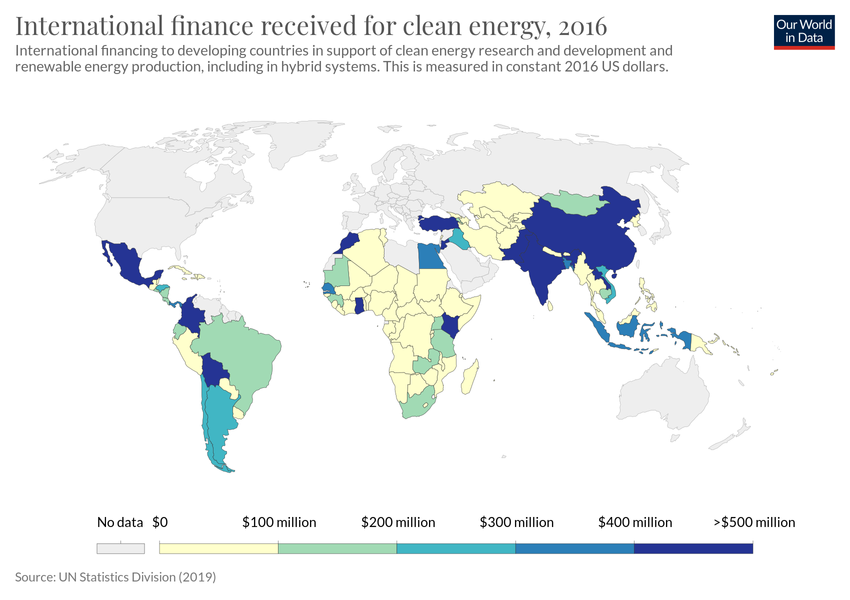 International finance received for clean energy, 2016
Our World
in Data
International financing to developing countries in support of clean energy research and development and
renewable energy production, including in hybrid systems. This is measured in constant 2016 US dollars.
No data $0 $100 million $200 million $300 million $400 million >$500 million
Source: UN Statistics Division (2019)